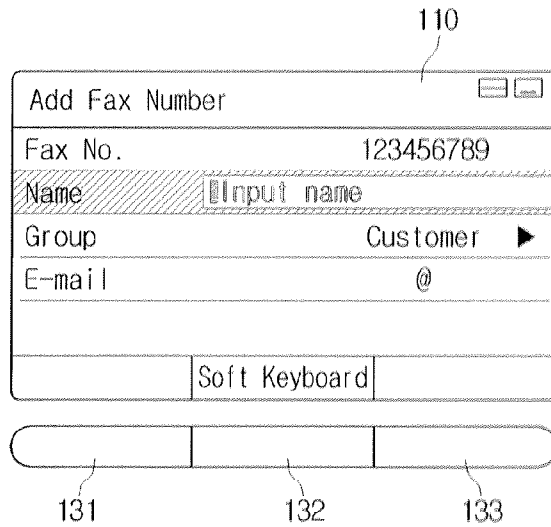 110
Add Fax Number
Fax No. 123456789
Name Input name
Group Customer
E-mail @
Soft Keyboard
131 132 133